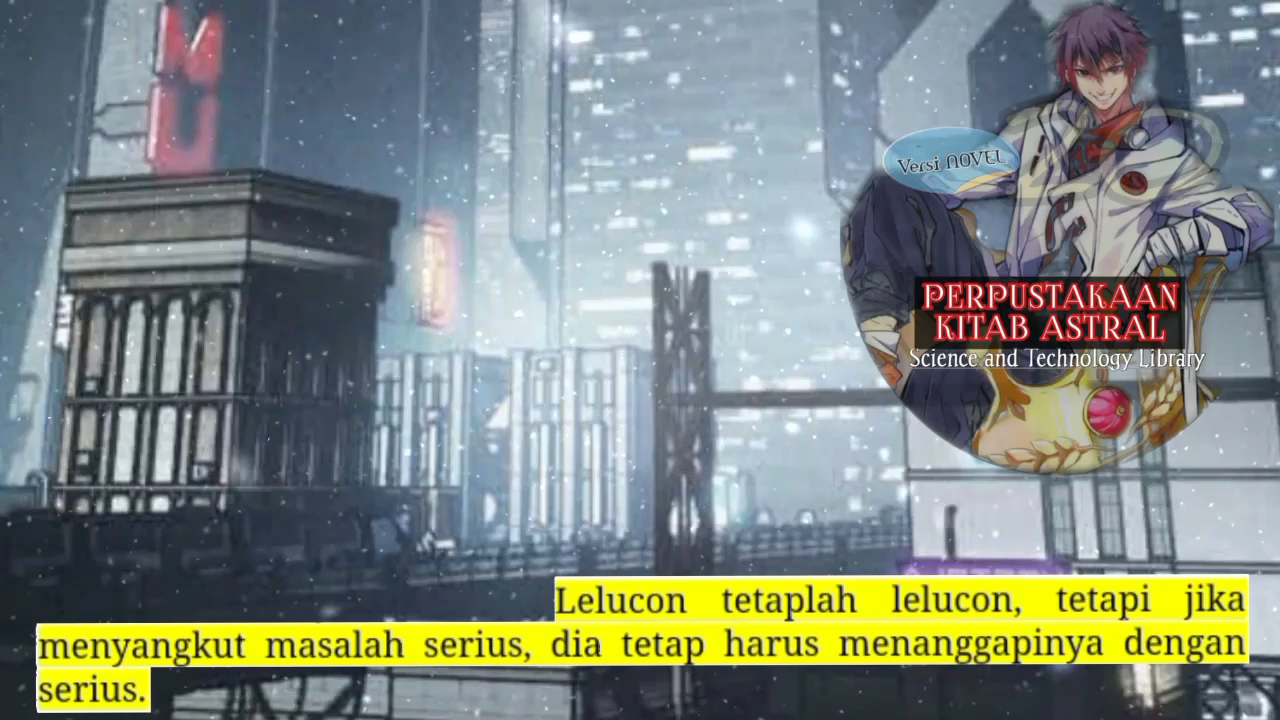 MU
Versi NOVEL
PERPUSTAKAAN
KITAB ASTRAL
Science and Technology Library
Lelucon tetaplah lelucon, tetapi jika
menyangkut masalah serius, dia tetap harus menanggapinya dengan
serius.